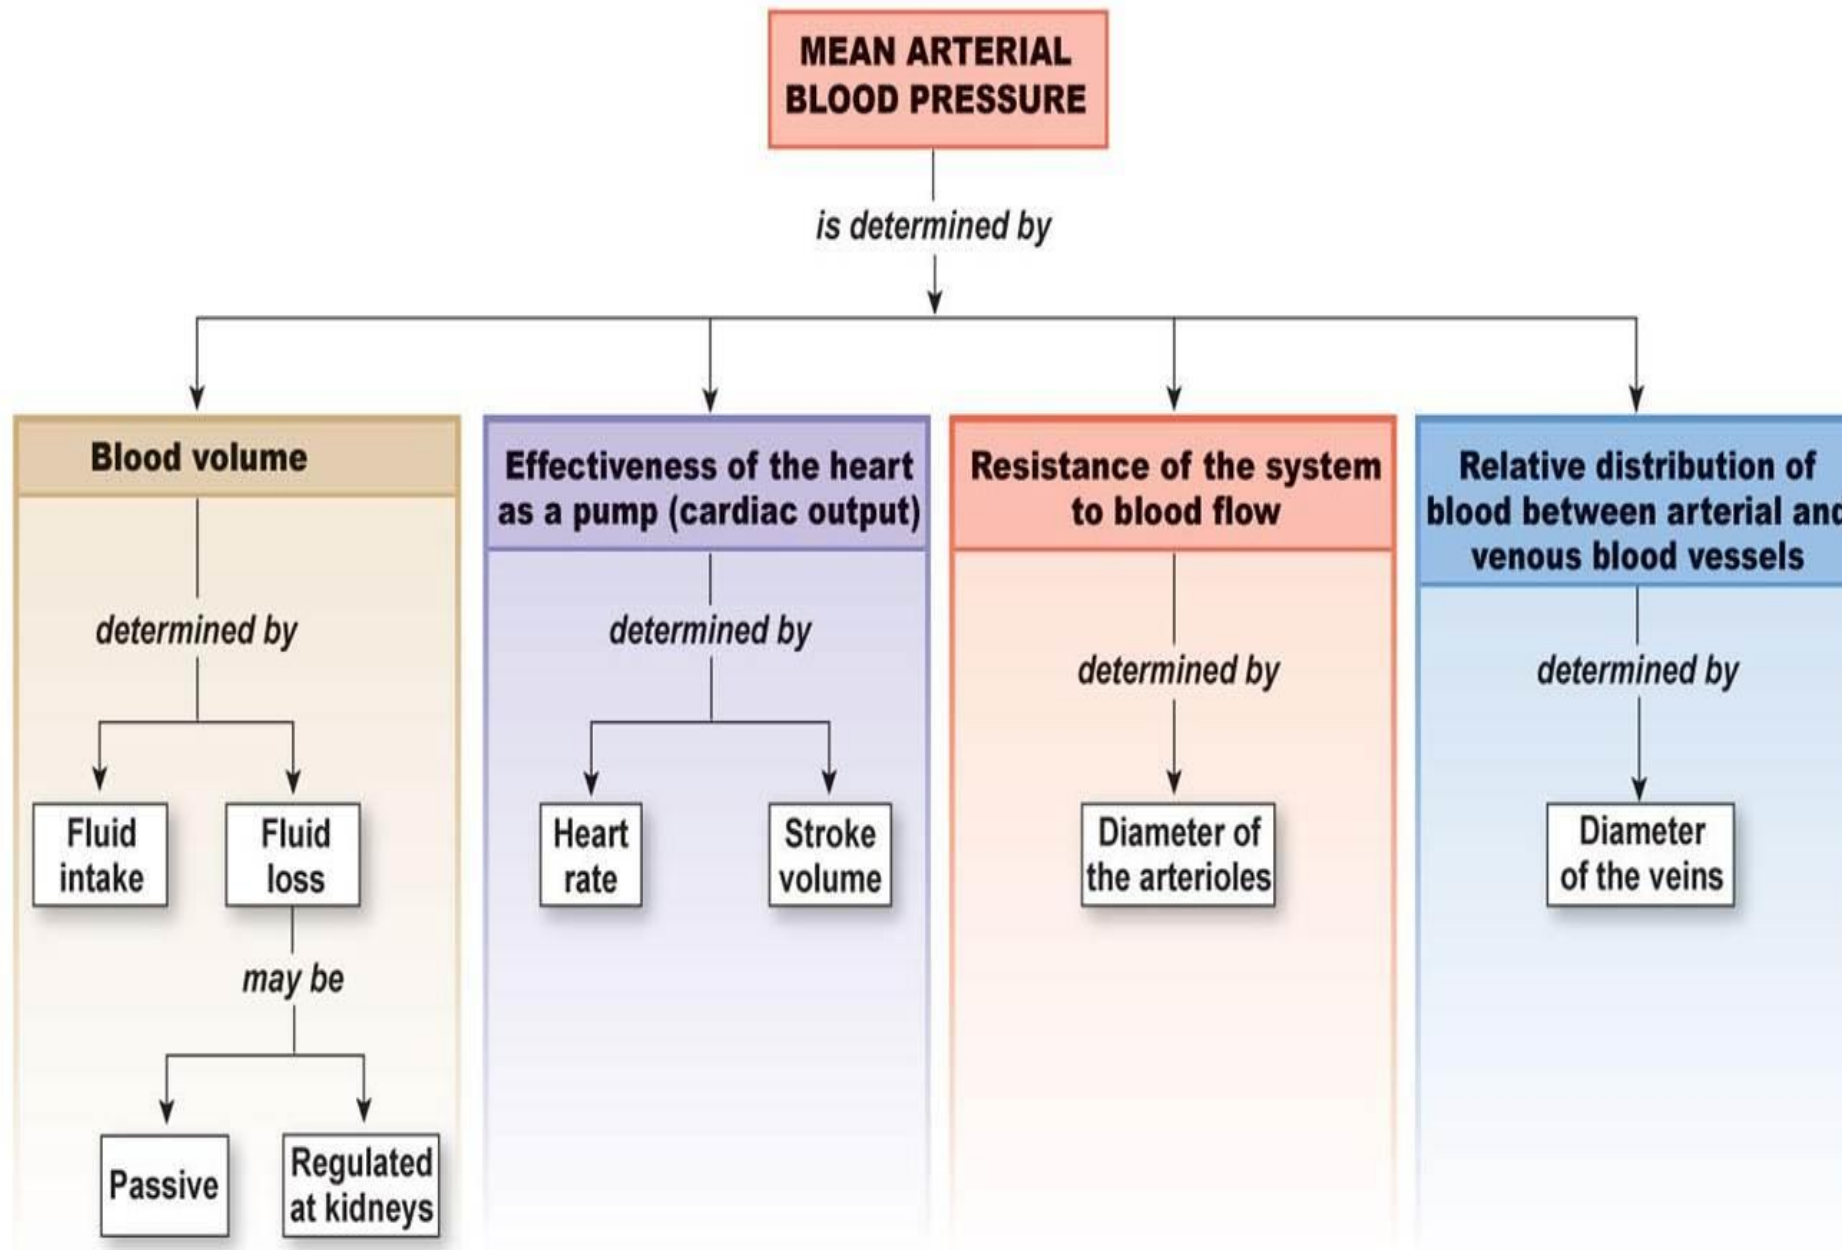 MEAN ARTERIAL
BLOOD PRESSURE
is determined by
Blood volume
determined by
Fluid
intake
Fluid
loss
may be
Passive
Regulated
at kidneys
Effectiveness of the heart
as a pump (cardiac output)
determined by
Heart
rate
Stroke
volume
Resistance of the system
to blood flow
determined by
Diameter of
the arterioles
Relative distribution of
blood between arterial and
venous blood vessels
determined by
Diameter
of the veins